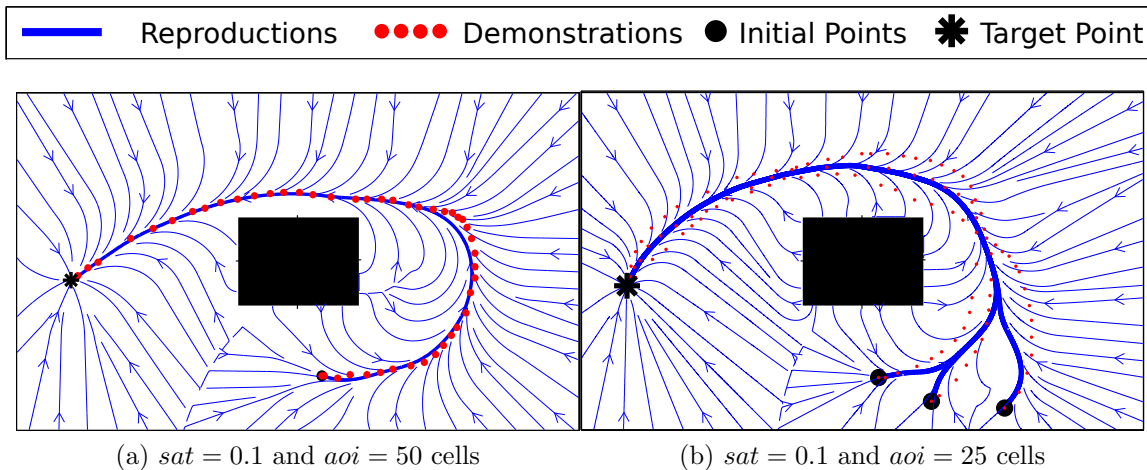 Reproductions Demonstrations Initial Points Target Point
(a) sat = 0.1 and aoi = 50 cells
(b) sat = 0.1 and aoi = 25 cells